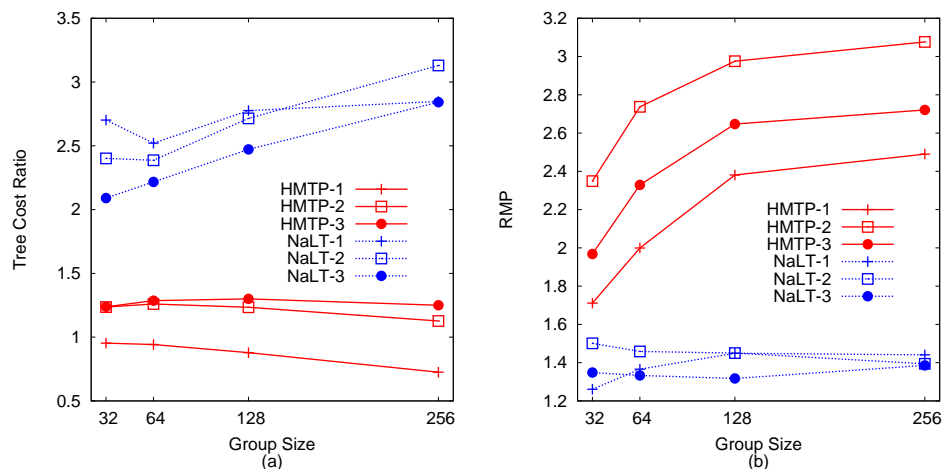 3.5
3
2.5
2
1.5
1
0.5
Tree Cost Ratio
HMTP-1
HMTP-2
HMTP-3
NaLT-1
NaLT-2
NaLT-3
32 64 128 256
Group Size
(a)
3.2
3
2.8
2.6
2.4
2.2
2
1.8
1.6
1.4
1.2
RMP
HMTP-1
HMTP-2
HMTP-3
NaLT-1
NaLT-2
NaLT-3
32 64 128 256
Group Size
(b)